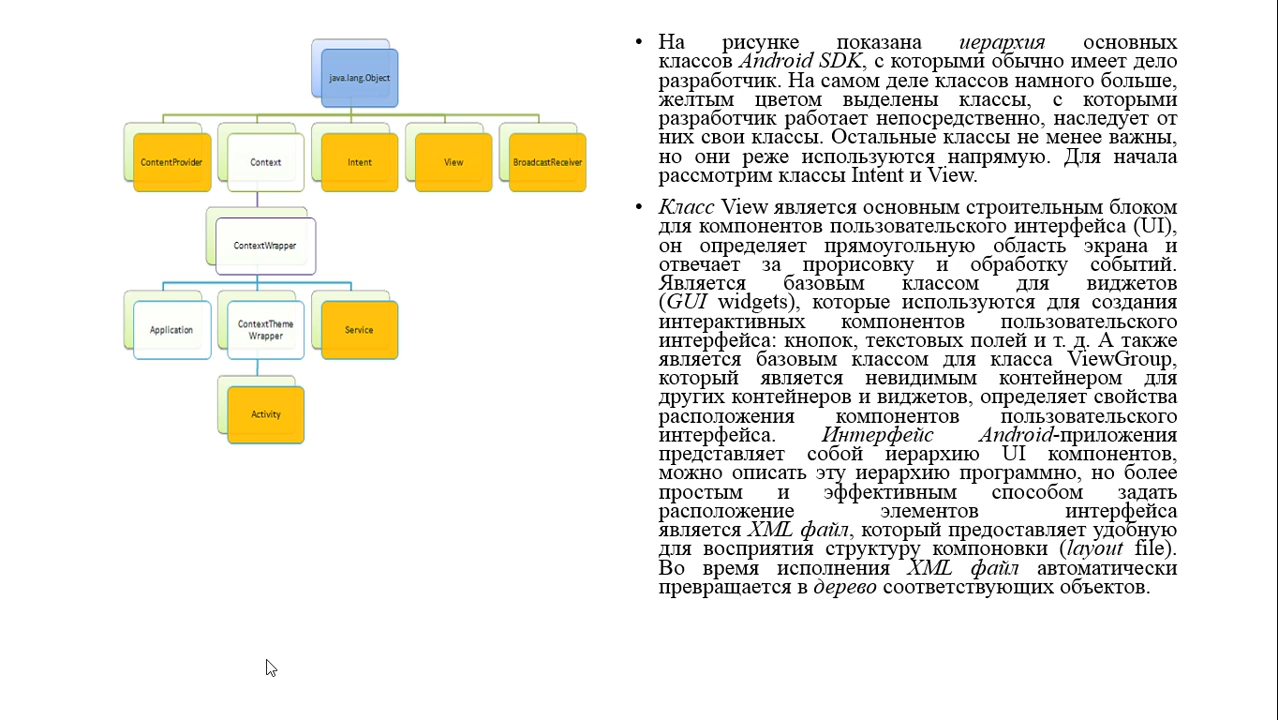 java.lang.Object
ContentProvider
Context
Intent
View
BroadcastReceiver
ContextWrapper
Application
ContextTheme
Wrapper
Service
Activity
• На рисунке показана иерархия основных
классов Android SDK, с которыми обычно имеет дело
разработчик. На самом деле классов намного больше,
желтым цветом выделены классы, с которыми
разработчик работает непосредственно, наследует от
них свои классы. Остальные классы не менее важны,
но они реже используются напрямую. Для начала
рассмотрим классы Intent и View.
• Класс View является основным строительным блоком
для компонентов пользовательского интерфейса (UI),
он определяет прямоугольную область экрана и
отвечает за прорисовку и обработку событий.
Является базовым классом для виджетов
(GUI widgets), которые используются для создания
интерактивных компонентов пользовательского
интерфейса: кнопок, текстовых полей и т. д. А также
является базовым классом для класса ViewGroup,
который является невидимым контейнером для
других контейнеров и виджетов, определяет свойства
расположения компонентов пользовательского
интерфейса. Интерфейс Android-приложения
представляет собой иерархию UI компонентов,
можно описать эту иерархию программно, но более
простым и эффективным способом задать
расположение элементов интерфейса
является XML файл, который предоставляет удобную
для восприятия структуру компоновки (layout file).
Во время исполнения XML файл автоматически
превращается в дерево соответствующих объектов.